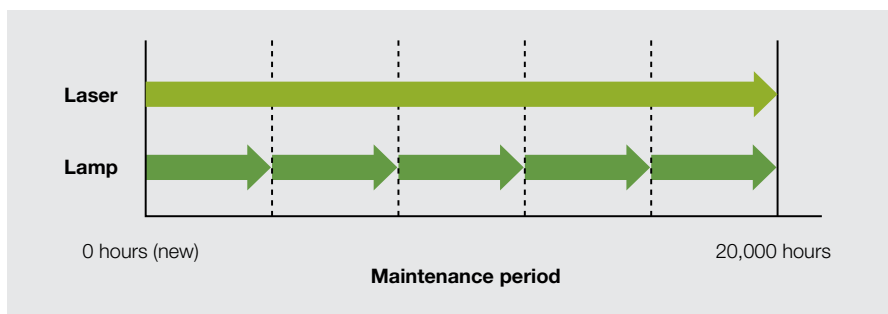 Laser
Lamp
0 hours (new)
20,000 hours
Maintenance period